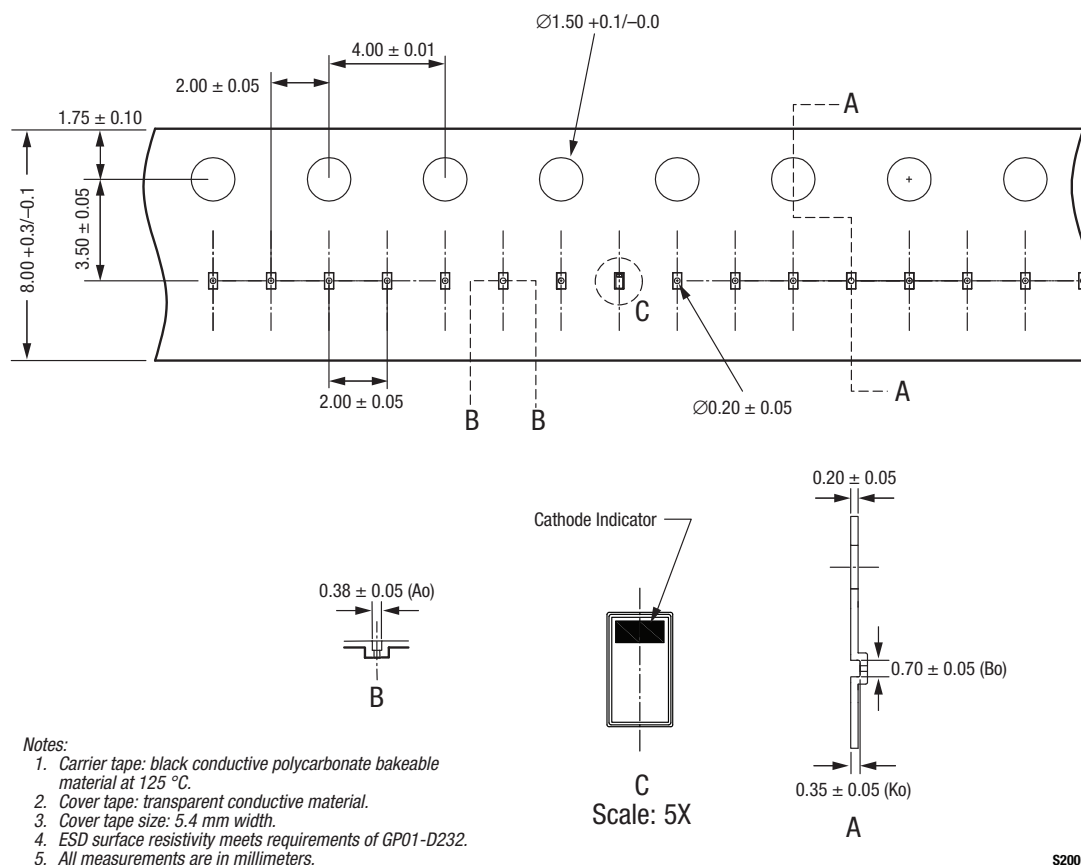 ∅1.50 +0.1/–0.0
4.00 ± 0.01
2.00 ± 0.05
1.75 ± 0.10
A
8.00 +0.3/–0.1
3.50 ± 0.05
C
2.00 ± 0.05
B
B
∅0.20 ± 0.05
A
0.20 ± 0.05
Cathode Indicator
0.38 ± 0.05 (Ao)
0.70 ± 0.05 (Bo)
B
C
Scale: 5X
0.35 ± 0.05 (Ko)
A
Notes:
1. Carrier tape: black conductive polycarbonate bakeable
material at 125 °C.
2. Cover tape: transparent conductive material.
3. Cover tape size: 5.4 mm width.
4. ESD surface resistivity meets requirements of GP01-D232.
5. All measurements are in millimeters.
S200